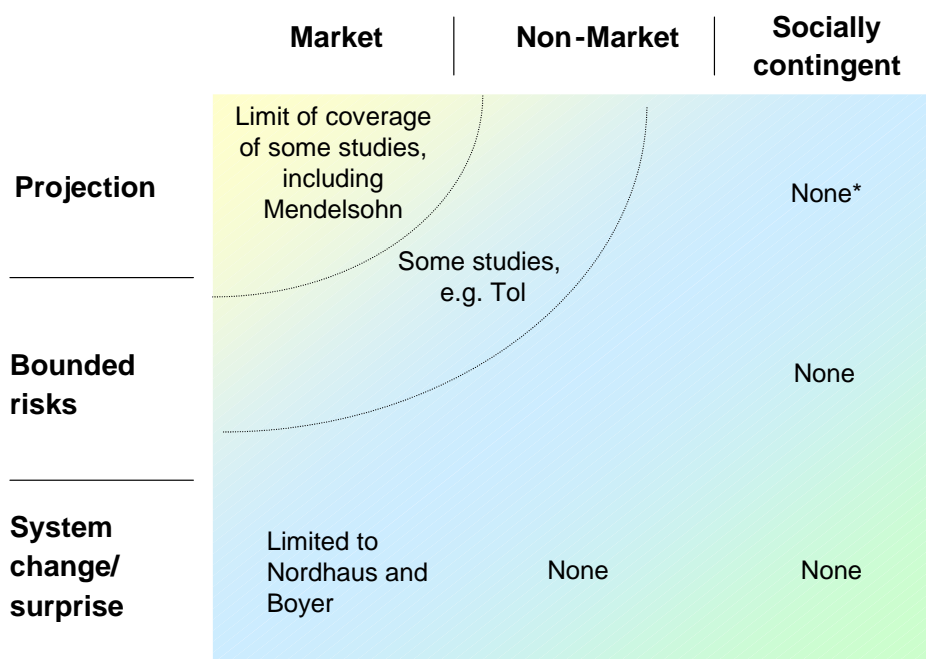 Market
Non-Market
Socially
contingent
Projection
Limit of coverage
of some studies,
including
Mendelsohn
None*
Some studies,
e.g. Tol
Bounded
risks
None
System
change/
surprise
Limited to
Nordhaus and
Boyer
None
None